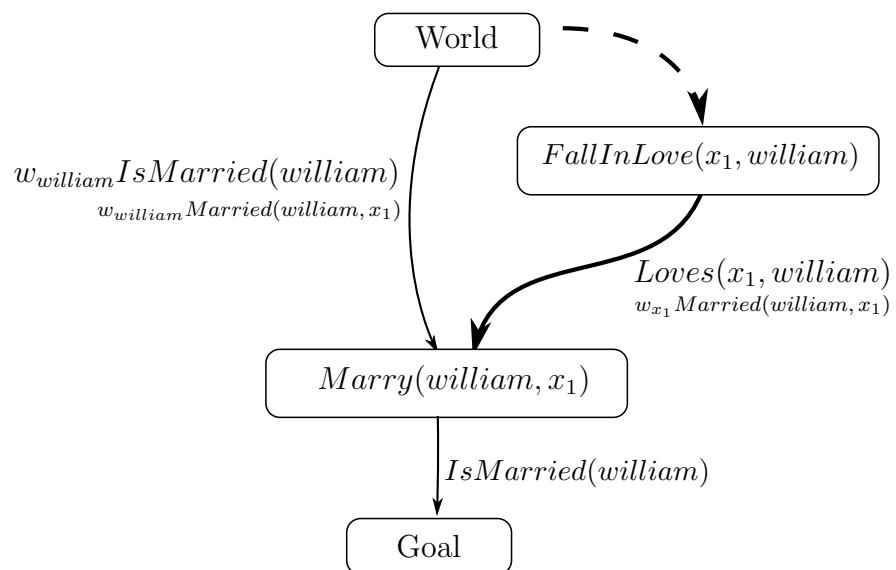 World
FallInLove(x₁, william)
w_william IsMarried(william)
w_william Married(william, x₁)
Loves(x₁, william)
w_x₁ Married(william, x₁)
Marry(william, x₁)
IsMarried(william)
Goal